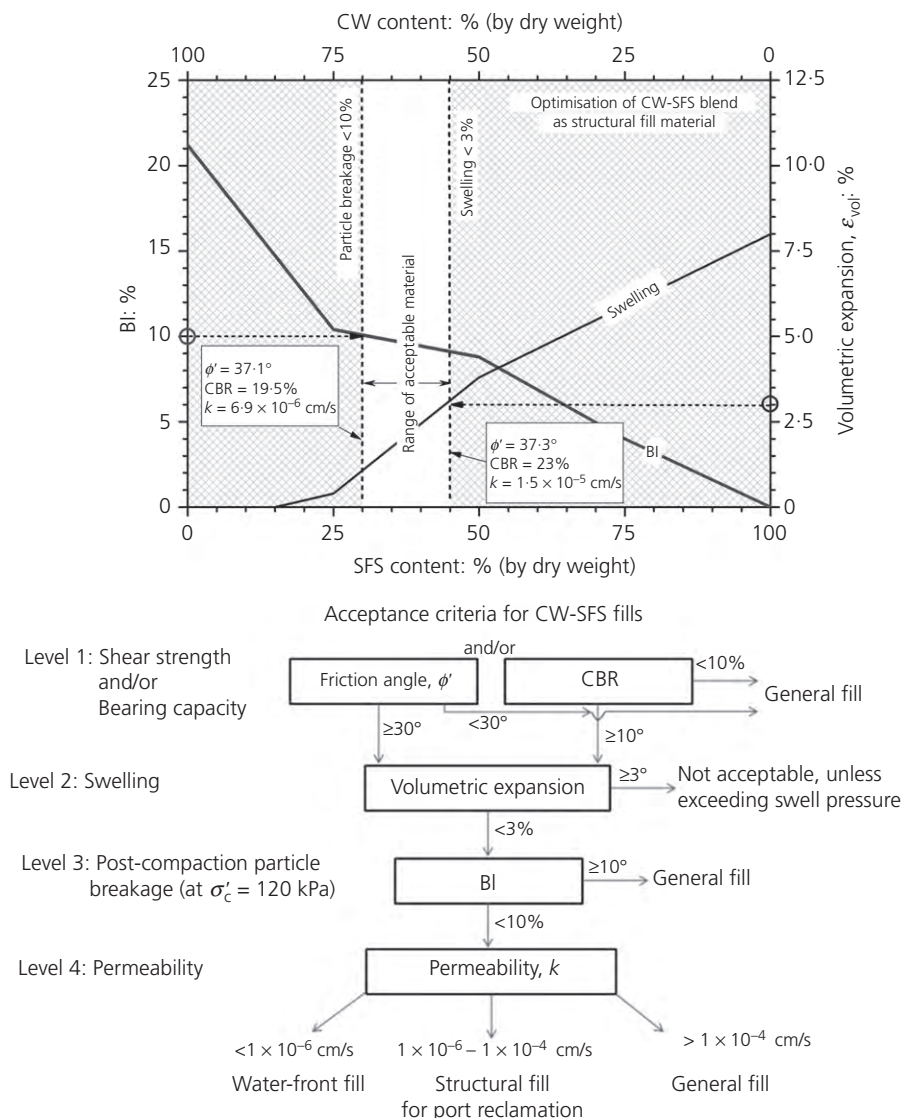 CW content: % (by dry weight)
100 75 50 25 0
25 12·5
Optimisation of CW-SFS blend
as structural fill material
Particle breakage <10%
Swelling < 3%
20 10·0
15 7·5
Swelling
BI: %
Volumetric expansion, εvol: %
Range of acceptable material
10 5·0
ϕ′ = 37·1°
CBR = 19·5%
k = 6·9 × 10⁻⁶ cm/s
5 2·5
ϕ′ = 37·3°
CBR = 23%
k = 1·5 × 10⁻⁵ cm/s
BI
0 0
0 25 50 75 100
SFS content: % (by dry weight)
Acceptance criteria for CW-SFS fills
Level 1: Shear strength
and/or
Bearing capacity
and/or
Friction angle, ϕ′
CBR
<10%
General fill
<30°
≥30°
≥10°
Level 2: Swelling
Volumetric expansion
≥3°
Not acceptable, unless
exceeding swell pressure
<3%
Level 3: Post-compaction particle
breakage (at σ′c = 120 kPa)
BI
≥10°
General fill
<10%
Level 4: Permeability
Permeability, k
<1 × 10⁻⁶ cm/s
Water-front fill
1 × 10⁻⁶ – 1 × 10⁻⁴ cm/s
Structural fill
for port reclamation
> 1 × 10⁻⁴ cm/s
General fill